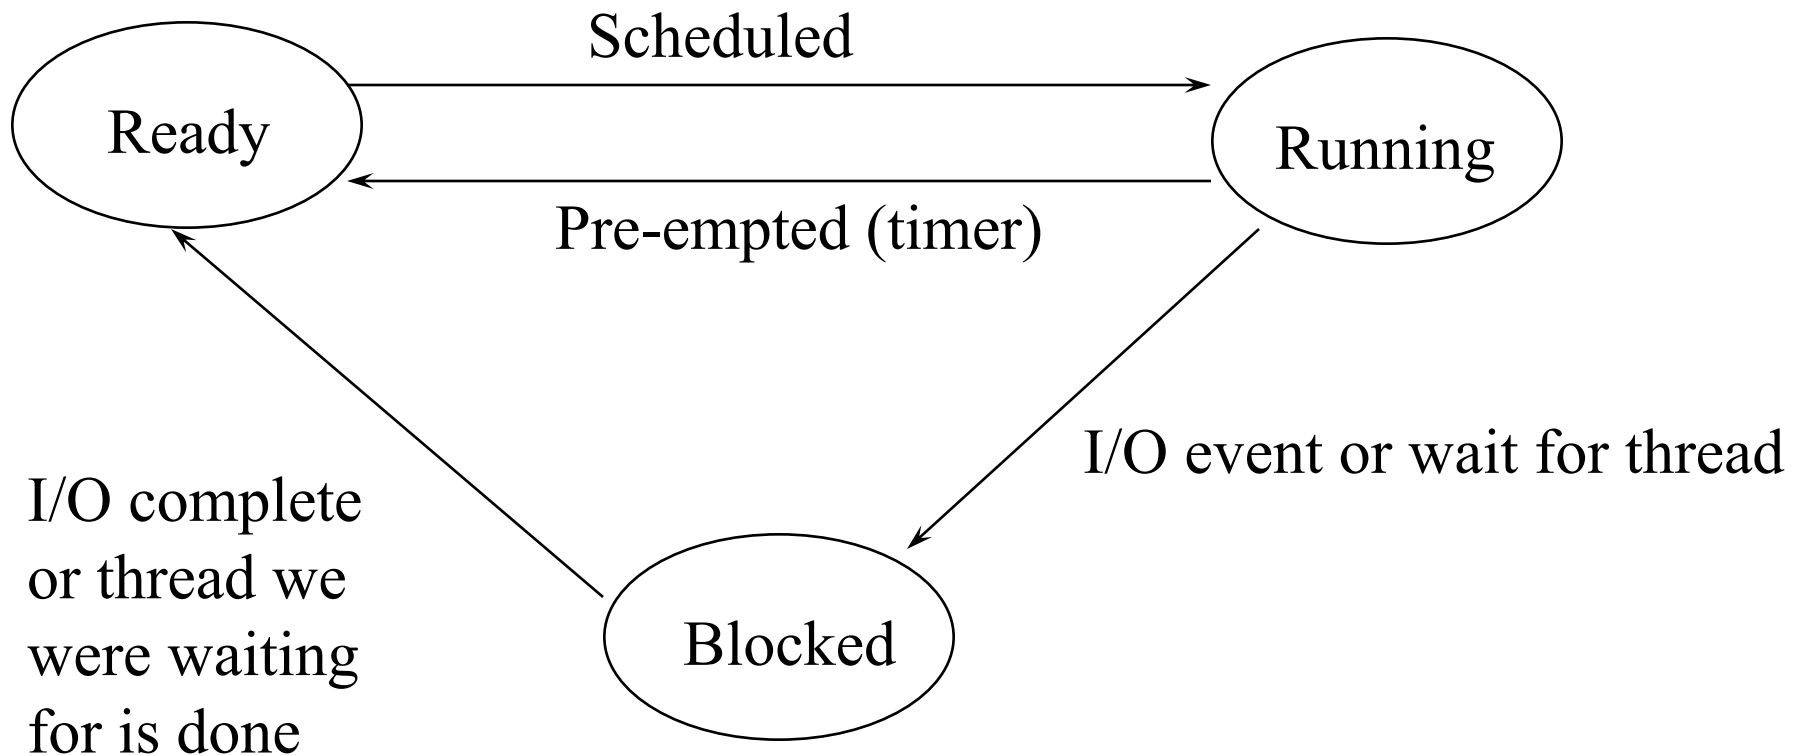 Scheduled
Ready
Running
Pre-empted (timer)
I/O event or wait for thread
I/O complete
or thread we
were waiting
for is done
Blocked